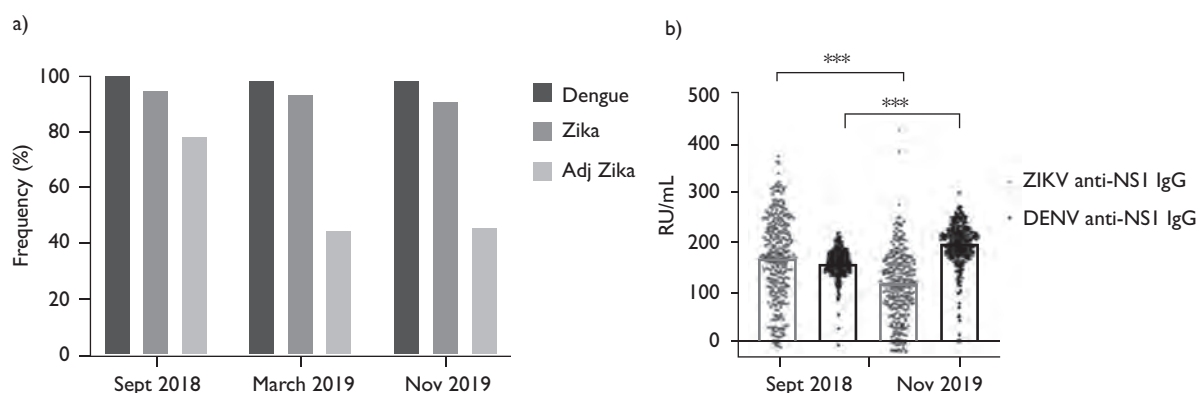 a)
100
80
60
40
20
0
Frequency (%)
Sept 2018
March 2019
Nov 2019
Dengue
Zika
Adj Zika
b)
***
***
500
400
300
200
100
0
RU/mL
Sept 2018
Nov 2019
ZIKV anti-NS1 IgG
DENV anti-NS1 IgG